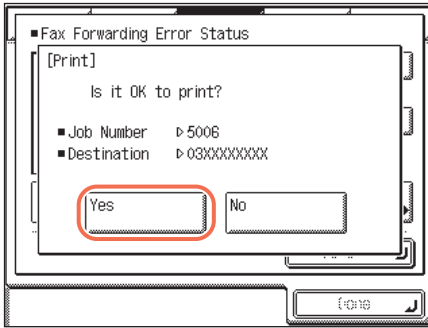 ■Fax Forwarding Error Status
[Print]
Is it OK to print?
■Job Number ▷5006
■Destination ▷03XXXXXXXX
Yes No
Done